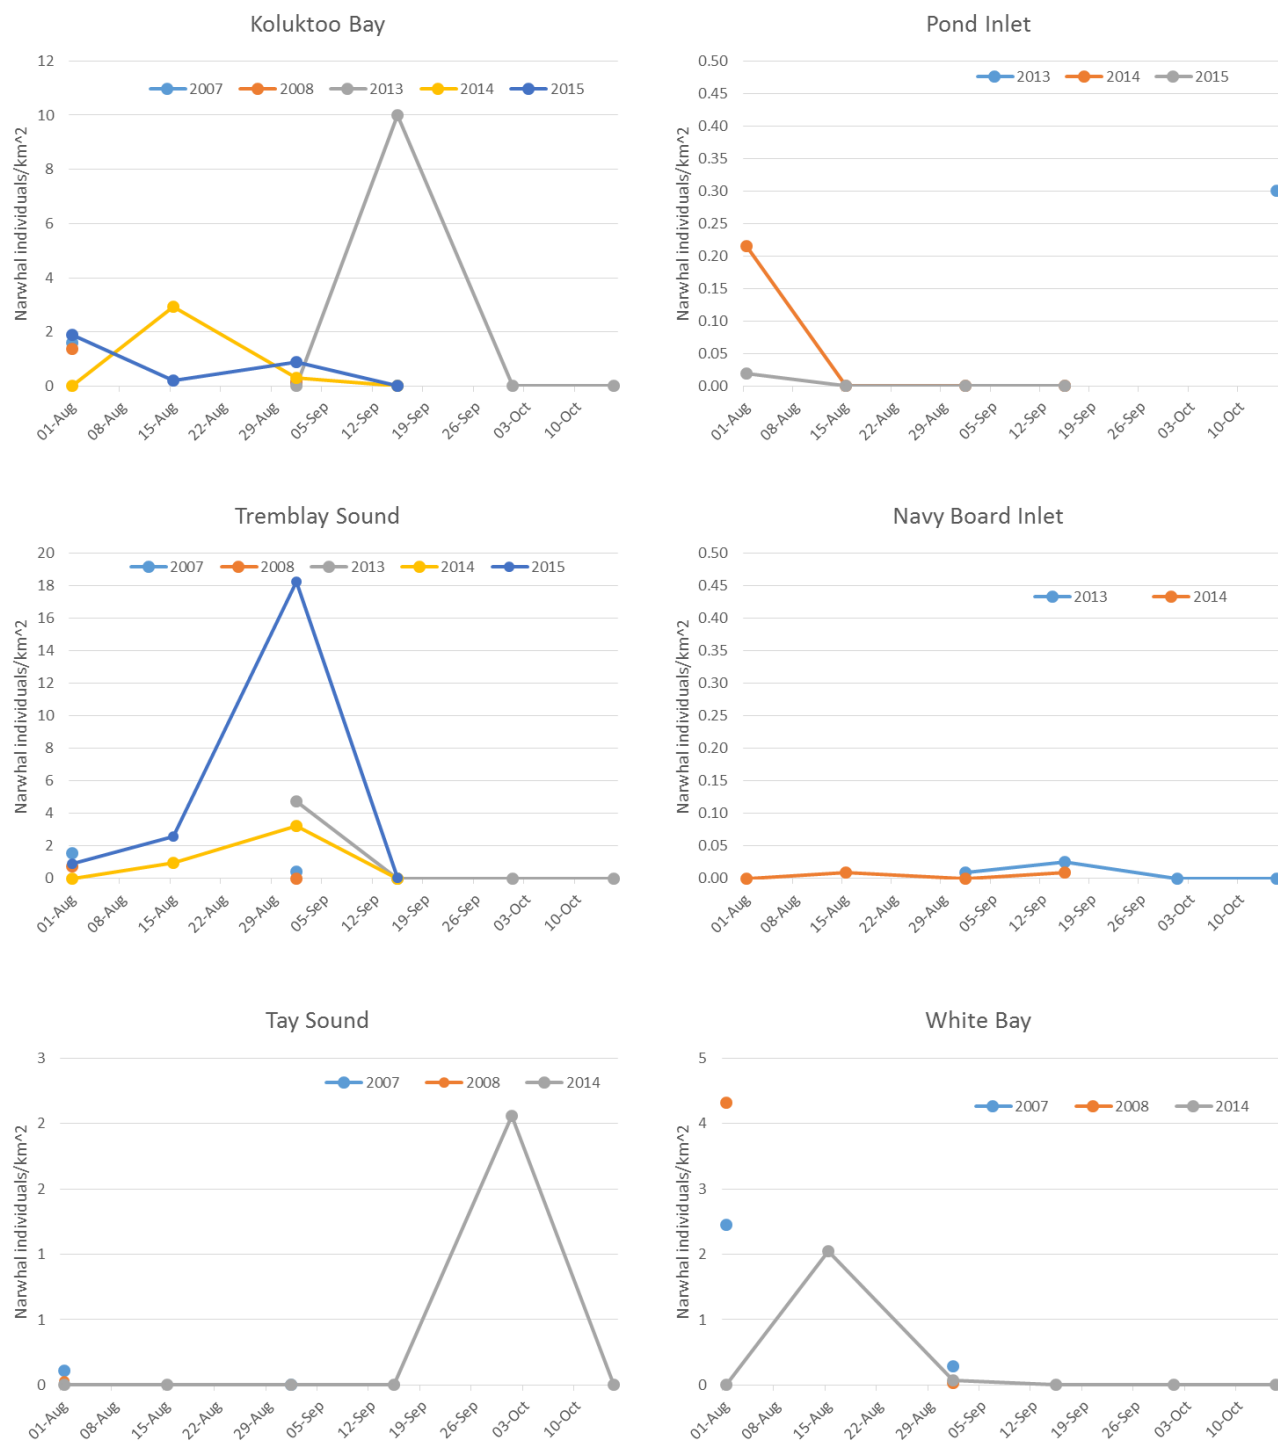 Koluktoo Bay
Narwhal individuals/km^2
12
10
8
6
4
2
0
2007 2008 2013 2014 2015
01-Aug 08-Aug 15-Aug 22-Aug 29-Aug 05-Sep 12-Sep 19-Sep 26-Sep 03-Oct 10-Oct
Pond Inlet
Narwhal individuals/km^2
0.50
0.45
0.40
0.35
0.30
0.25
0.20
0.15
0.10
0.05
0.00
2013 2014 2015
01-Aug 08-Aug 15-Aug 22-Aug 29-Aug 05-Sep 12-Sep 19-Sep 26-Sep 03-Oct 10-Oct
Tremblay Sound
Narwhal individuals/km^2
20
18
16
14
12
10
8
6
4
2
0
2007 2008 2013 2014 2015
01-Aug 08-Aug 15-Aug 22-Aug 29-Aug 05-Sep 12-Sep 19-Sep 26-Sep 03-Oct 10-Oct
Navy Board Inlet
Narwhal individuals/km^2
0.50
0.45
0.40
0.35
0.30
0.25
0.20
0.15
0.10
0.05
0.00
2013 2014
01-Aug 08-Aug 15-Aug 22-Aug 29-Aug 05-Sep 12-Sep 19-Sep 26-Sep 03-Oct 10-Oct
Tay Sound
Narwhal individuals/km^2
3
2
2
1
1
0
2007 2008 2014
01-Aug 08-Aug 15-Aug 22-Aug 29-Aug 05-Sep 12-Sep 19-Sep 26-Sep 03-Oct 10-Oct
White Bay
Narwhal individuals/km^2
5
4
3
2
1
0
2007 2008 2014
01-Aug 08-Aug 15-Aug 22-Aug 29-Aug 05-Sep 12-Sep 19-Sep 26-Sep 03-Oct 10-Oct